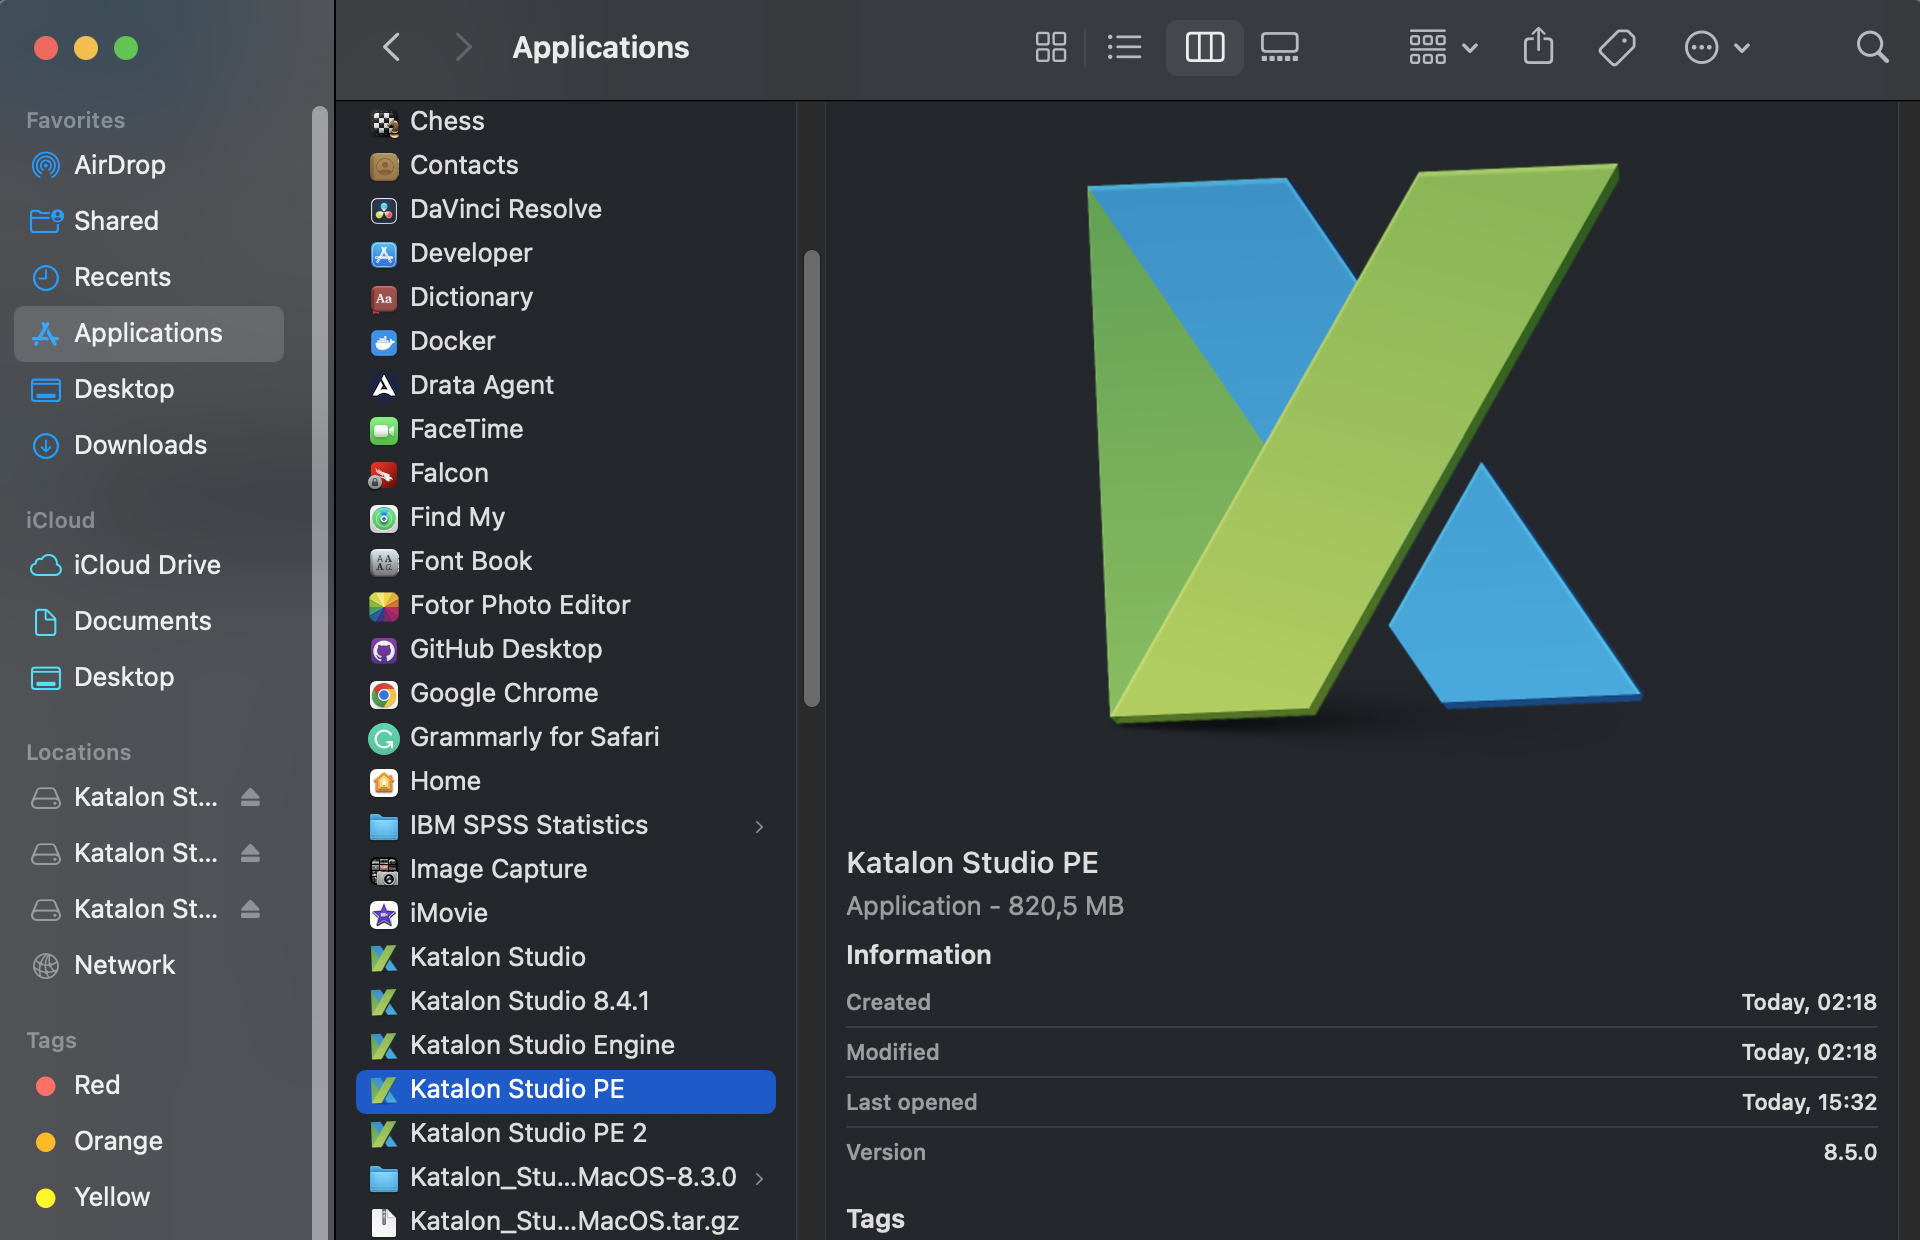 Applications
Favorites
AirDrop
Shared
Recents
Applications
Desktop
Downloads
iCloud
iCloud Drive
Documents
Desktop
Locations
Katalon St...
Katalon St...
Katalon St...
Network
Tags
Red
Orange
Yellow
Chess
Contacts
DaVinci Resolve
Developer
Aa
Dictionary
Docker
Drata Agent
FaceTime
Falcon
Find My
Font Book
Fotor Photo Editor
GitHub Desktop
Google Chrome
Grammarly for Safari
Home
IBM SPSS Statistics
Image Capture
iMovie
Katalon Studio
Katalon Studio 8.4.1
Katalon Studio Engine
Katalon Studio PE
Katalon Studio PE 2
Katalon_Stu...MacOS-8.3.0
Katalon_Stu...MacOS.tar.gz
Katalon Studio PE
Application - 820,5 MB
Information
Created Today, 02:18
Modified Today, 02:18
Last opened Today, 15:32
Version 8.5.0
Tags